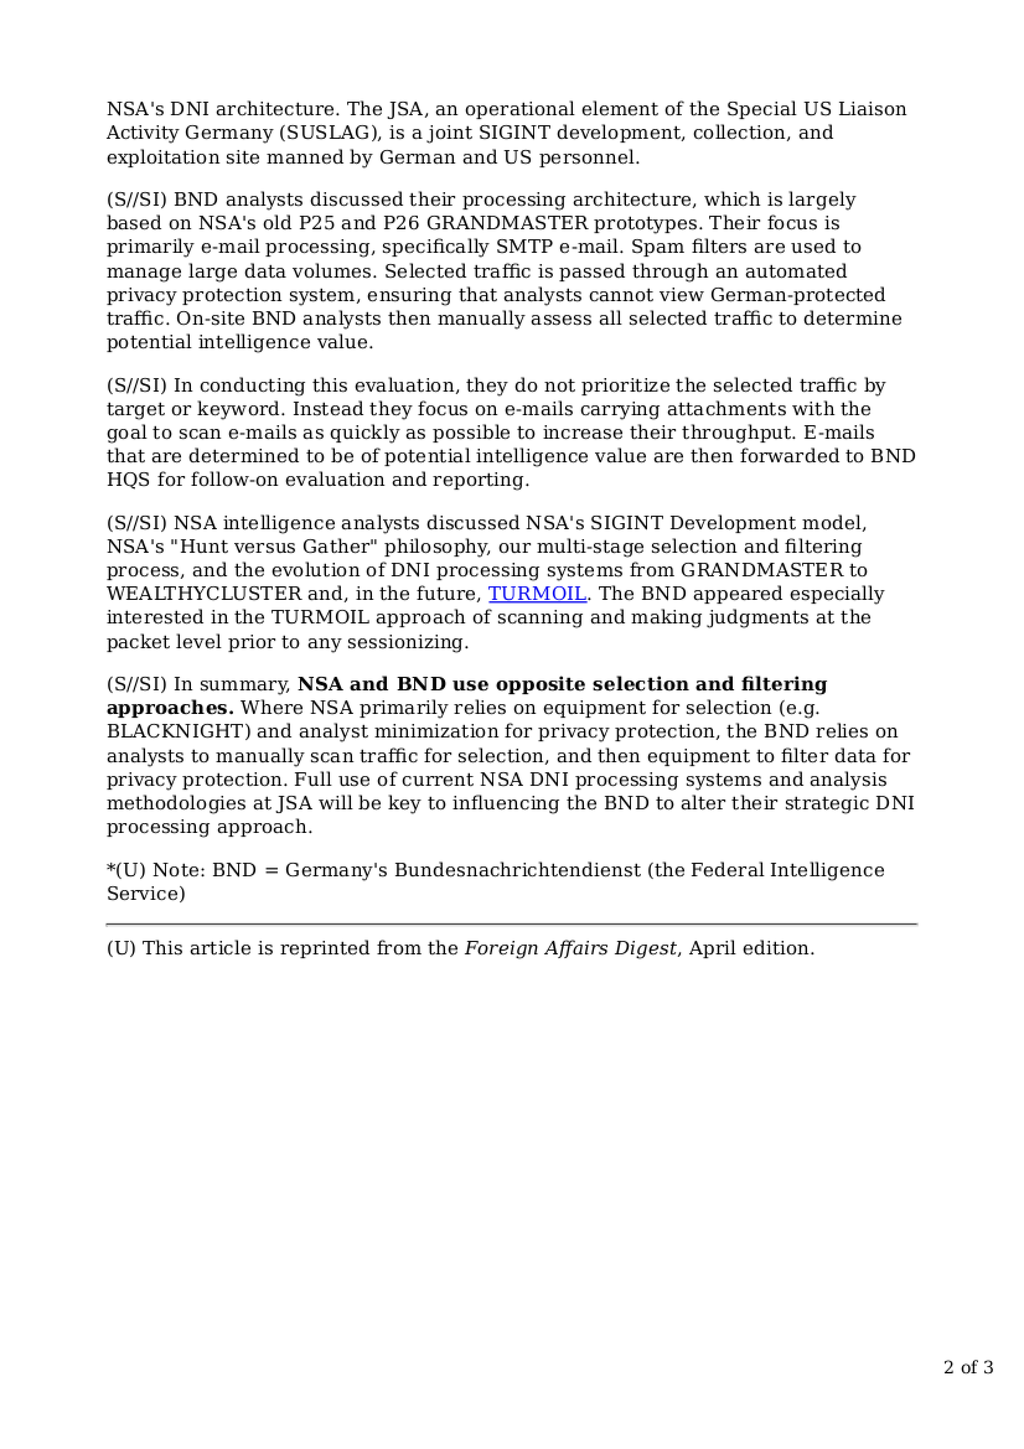 NSA's DNI architecture. The JSA, an operational element of the Special US Liaison
Activity Germany (SUSLAG), is a joint SIGINT development, collection, and
exploitation site manned by German and US personnel.
(S//SI) BND analysts discussed their processing architecture, which is largely
based on NSA's old P25 and P26 GRANDMASTER prototypes. Their focus is
primarily e-mail processing, specifically SMTP e-mail. Spam filters are used to
manage large data volumes. Selected traffic is passed through an automated
privacy protection system, ensuring that analysts cannot view German-protected
traffic. On-site BND analysts then manually assess all selected traffic to determine
potential intelligence value.
(S//SI) In conducting this evaluation, they do not prioritize the selected traffic by
target or keyword. Instead they focus on e-mails carrying attachments with the
goal to scan e-mails as quickly as possible to increase their throughput. E-mails
that are determined to be of potential intelligence value are then forwarded to BND
HQS for follow-on evaluation and reporting.
(S//SI) NSA intelligence analysts discussed NSA's SIGINT Development model,
NSA's "Hunt versus Gather" philosophy, our multi-stage selection and filtering
process, and the evolution of DNI processing systems from GRANDMASTER to
WEALTHYCLUSTER and, in the future, TURMOIL. The BND appeared especially
interested in the TURMOIL approach of scanning and making judgments at the
packet level prior to any sessionizing.
(S//SI) In summary, NSA and BND use opposite selection and filtering
approaches. Where NSA primarily relies on equipment for selection (e.g.
BLACKNIGHT) and analyst minimization for privacy protection, the BND relies on
analysts to manually scan traffic for selection, and then equipment to filter data for
privacy protection. Full use of current NSA DNI processing systems and analysis
methodologies at JSA will be key to influencing the BND to alter their strategic DNI
processing approach.
*(U) Note: BND = Germany's Bundesnachrichtendienst (the Federal Intelligence
Service)
(U) This article is reprinted from the Foreign Affairs Digest, April edition.
2 of 3